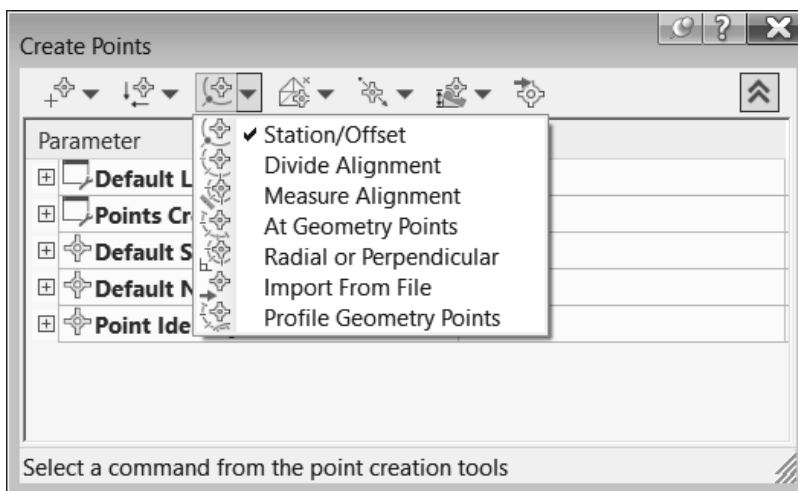 Create Points
Parameter
Default L
Points Cr
Default S
Default N
Point Ide
Station/Offset
Divide Alignment
Measure Alignment
At Geometry Points
Radial or Perpendicular
Import From File
Profile Geometry Points
Select a command from the point creation tools